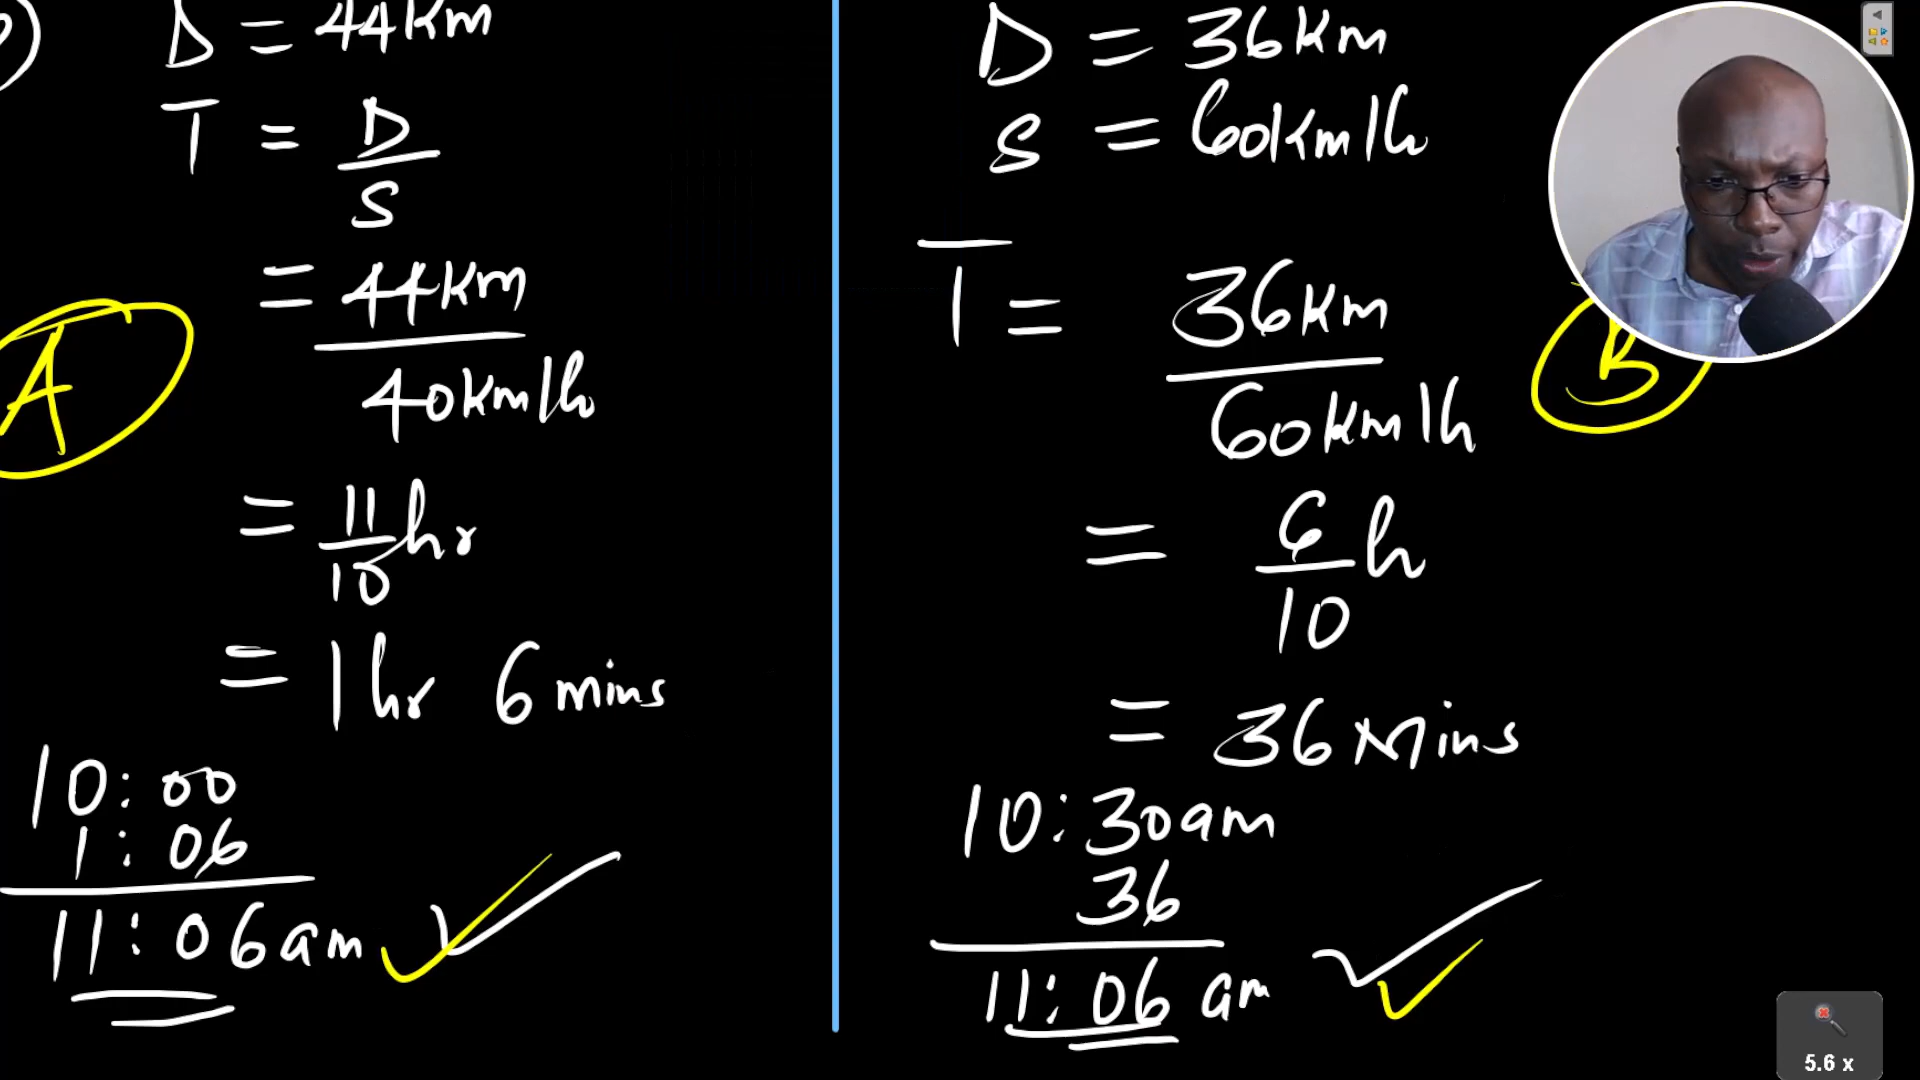 D = 44km
T = D/S
= 44km/40km/h
A
= 11/10 hr
= 1hr 6 mins
10:00
1:06
11:06am
D = 36km
S = 60km/h
T = 36km/60km/h
B
= 6/10 h
= 36 Mins
10:30am
36
11:06 am
5.6 x